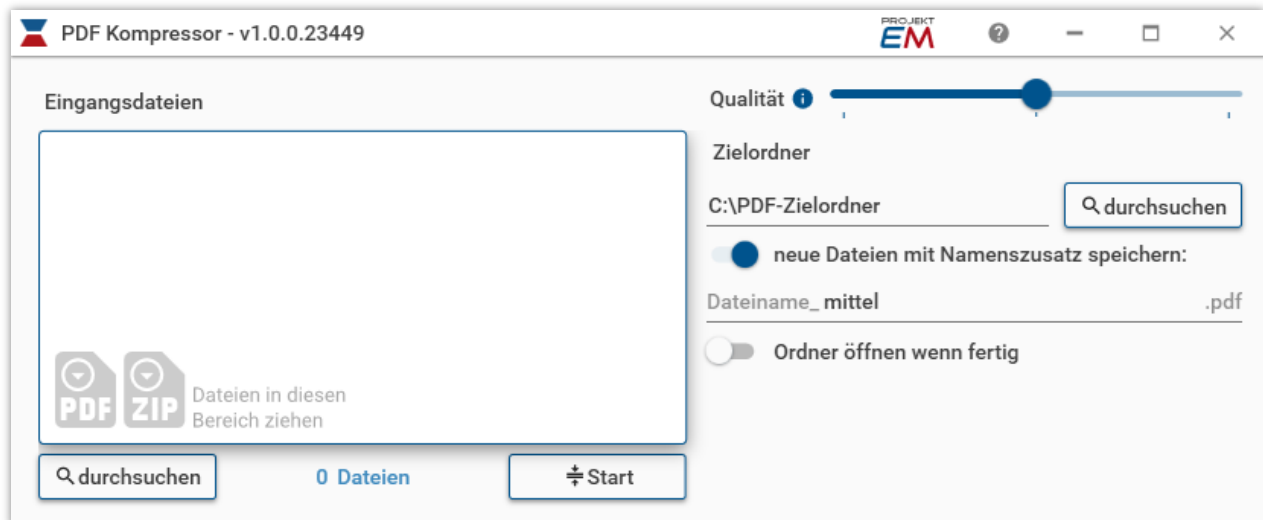 PDF Kompressor - v1.0.0.23449
PROJEKT
EM
?
Eingangsdateien
Qualität i
Zielordner
C:\PDF-Zielordner
durchsuchen
neue Dateien mit Namenszusatz speichern:
Dateiname_ mittel .pdf
Ordner öffnen wenn fertig
PDF ZIP
Dateien in diesen
Bereich ziehen
durchsuchen
0 Dateien
Start